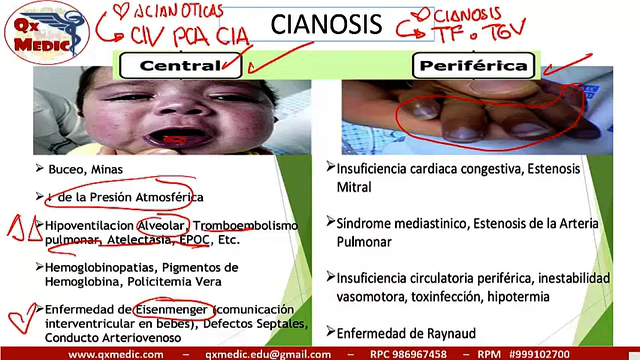 Qx
MEDIC
ACIANOTICAS
CIV PCA CIA
CIANOSIS
CIANOSIS
TF • TGV
Central
Periférica
Buceo, Minas
↓ de la Presión Atmosférica
Hipoventilacion Alveolar, Tromboembolismo
pulmonar, Atelectasia, EPOC, Etc.
Hemoglobinopatias, Pigmentos de
Hemoglobina, Policitemia Vera
Enfermedad de Eisenmenger (comunicación
interventricular en bebes), Defectos Septales,
Conducto Arteriovenoso
Insuficiencia cardiaca congestiva, Estenosis
Mitral
Síndrome mediastinico, Estenosis de la Arteria
Pulmonar
Insuficiencia circulatoria periférica, inestabilidad
vasomotora, toxinfección, hipotermia
Enfermedad de Raynaud
www.qxmedic.com – qxmedic.edu@gmail.com – RPC 986967458 – RPM #999102700